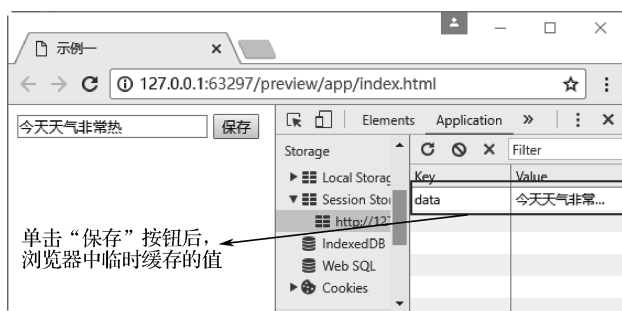 示例一
127.0.0.1:63297/preview/app/index.html
今天天气非常热 保存
Elements Application »
Storage
Filter
Local Storag
Key Value
Session Stor
data 今天天气非常...
http://127
IndexedDB
Web SQL
Cookies
单击“保存”按钮后，
浏览器中临时缓存的值